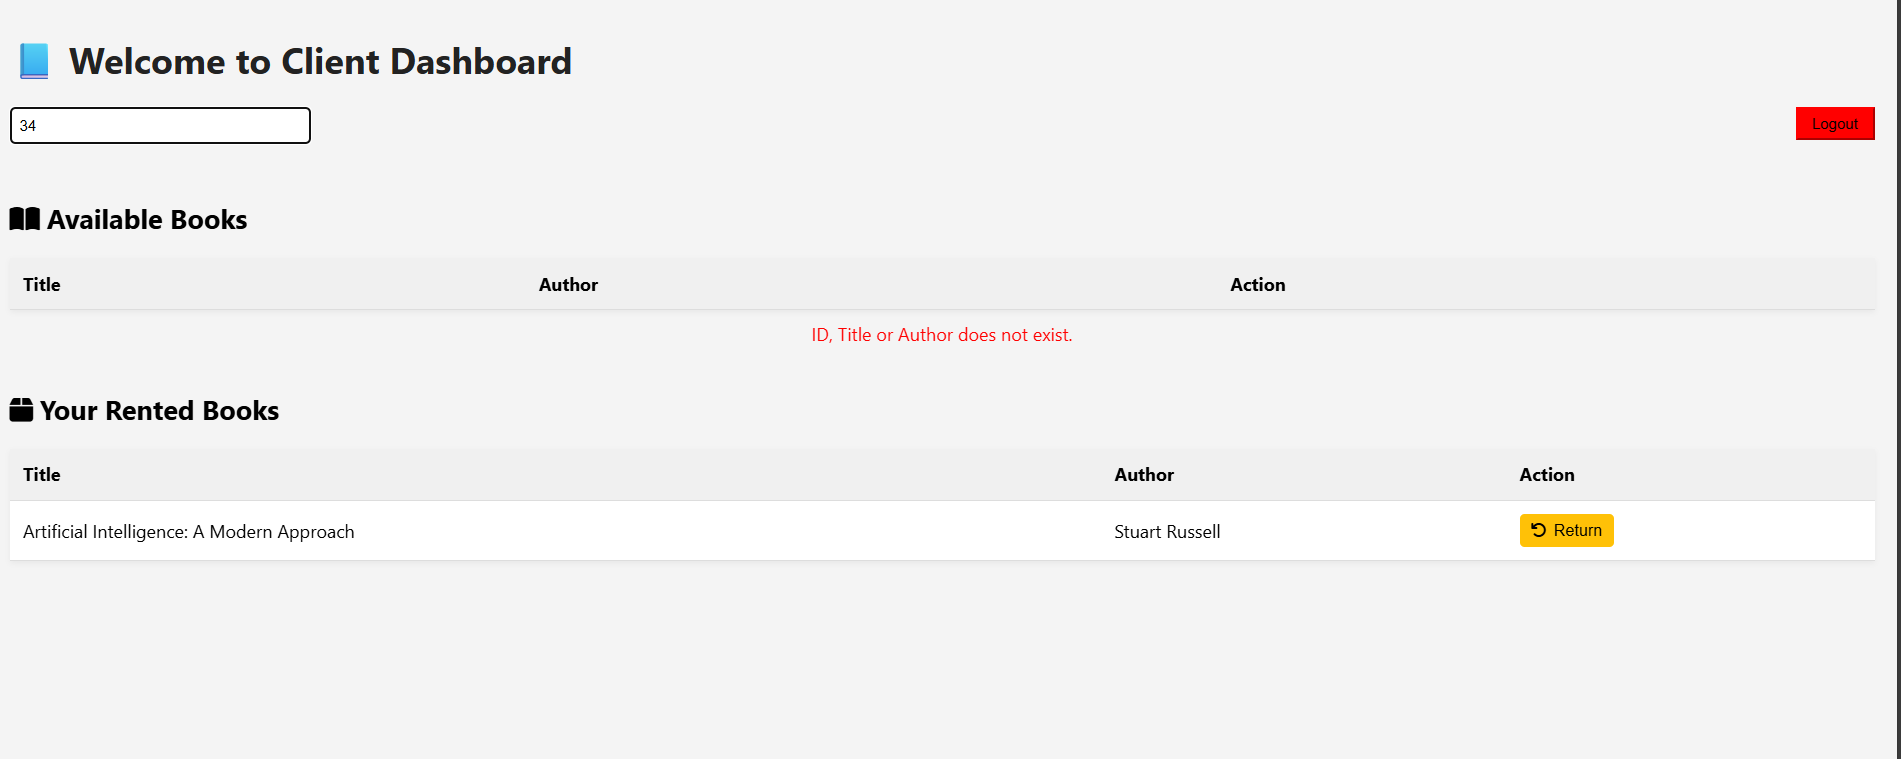 Welcome to Client Dashboard
34
Logout
Available Books
Title Author Action
ID, Title or Author does not exist.
Your Rented Books
Title Author Action
Artificial Intelligence: A Modern Approach Stuart Russell Return